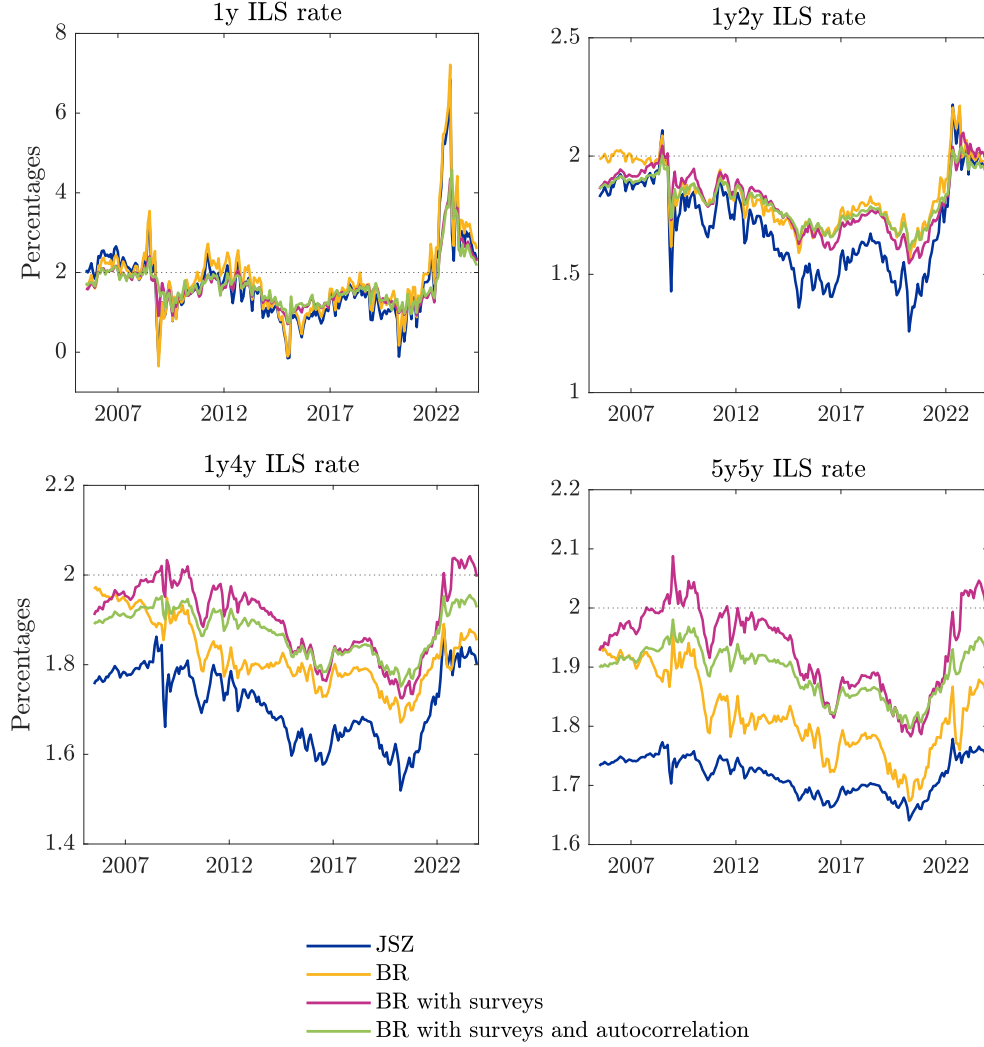 1y ILS rate
1y2y ILS rate
8
6
4
2
0
Percentages
2007 2012 2017 2022
2.5
2
1.5
1
2007 2012 2017 2022
1y4y ILS rate
5y5y ILS rate
2.2
2
1.8
1.6
1.4
Percentages
2007 2012 2017 2022
2.2
2.1
2
1.9
1.8
1.7
1.6
2007 2012 2017 2022
JSZ
BR
BR with surveys
BR with surveys and autocorrelation